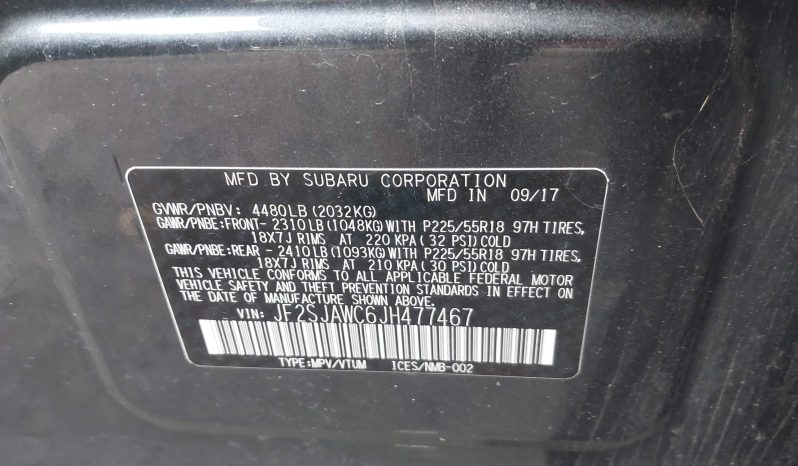 MFD BY SUBARU CORPORATION
MFD IN 09/17
GVWR/PNBV: 4480LB(2032KG)
GAWR/PNBE:FRONT- 2310LB(1048KG)WITH P225/55R18 97H TIRES,
18X7J RIMS AT 220 KPA(32 PSI)COLD
GAWR/PNBE:REAR - 2410LB(1093KG)WITH P225/55R18 97H TIRES,
18X7J RIMS AT 210 KPA(30 PSI)COLD
THIS VEHICLE CONFORMS TO ALL APPLICABLE FEDERAL MOTOR
VEHICLE SAFETY AND THEFT PREVENTION STANDARDS IN EFFECT ON
THE DATE OF MANUFACTURE SHOWN ABOVE.
VIN: JF2SJAWC6JH477467
TYPE:MPV/VTUM ICES/NMB-002